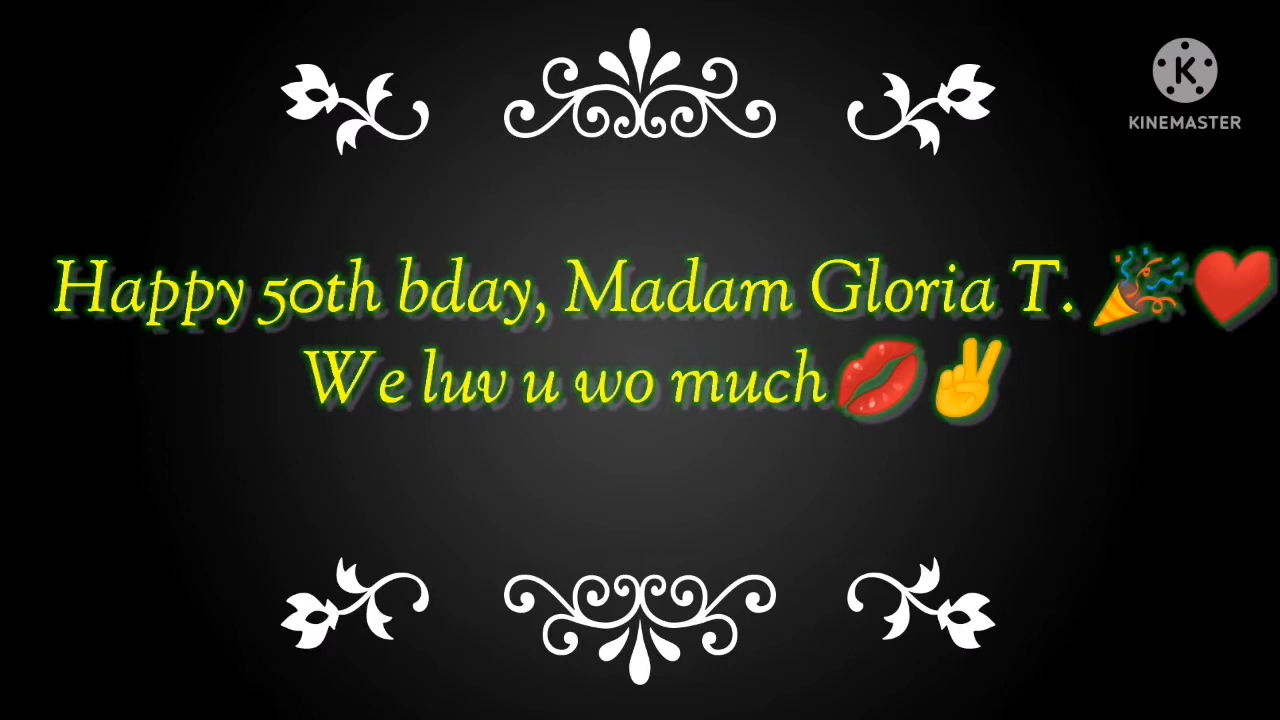 K
KINEMASTER
Happy 50th bday, Madam Gloria T. 🎉❤️
We luv u wo much💋✌️